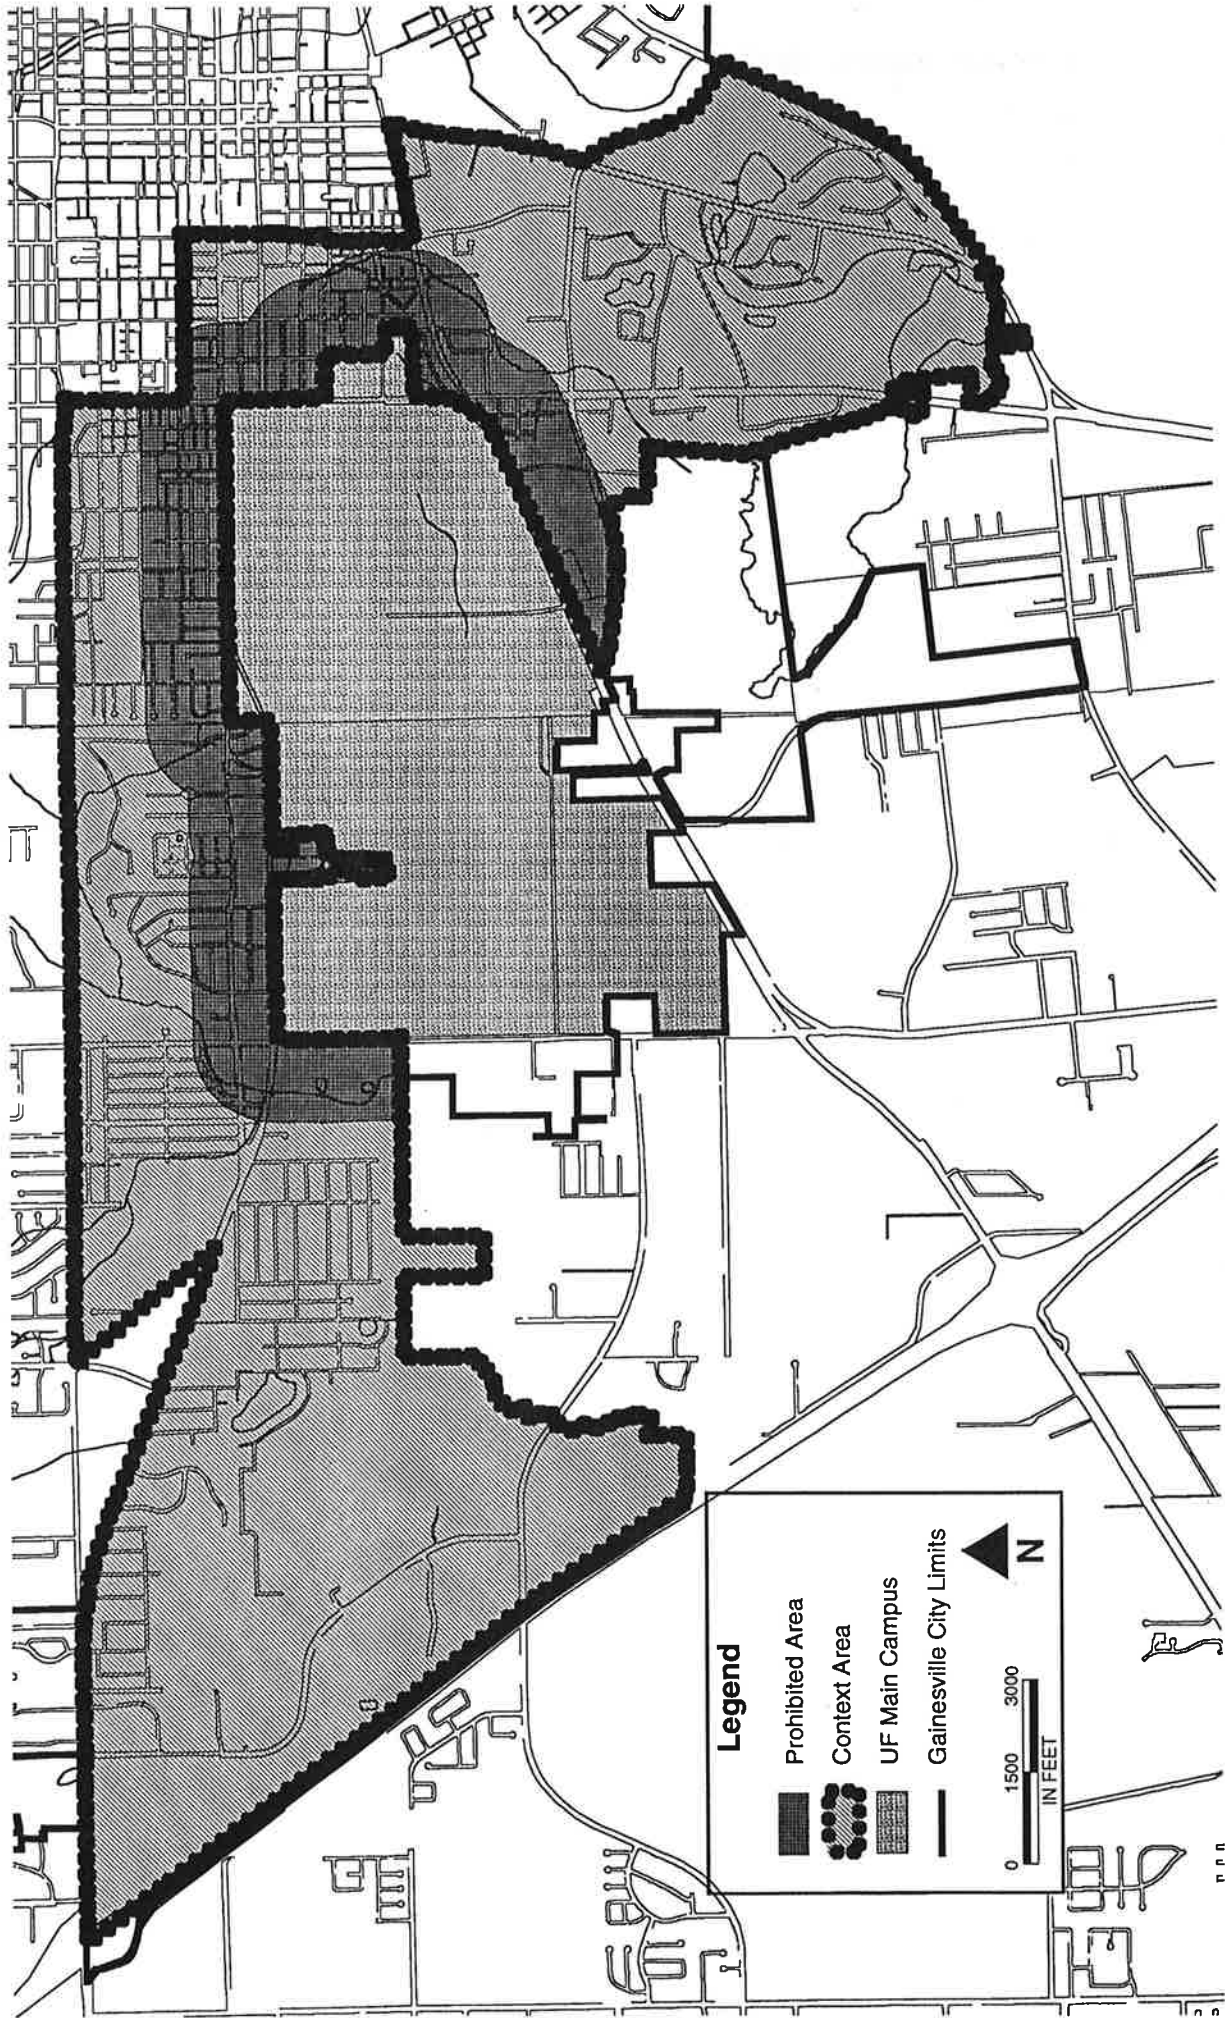 Legend
Prohibited Area
Context Area
UF Main Campus
Gainesville City Limits
0 1500 3000
IN FEET
N